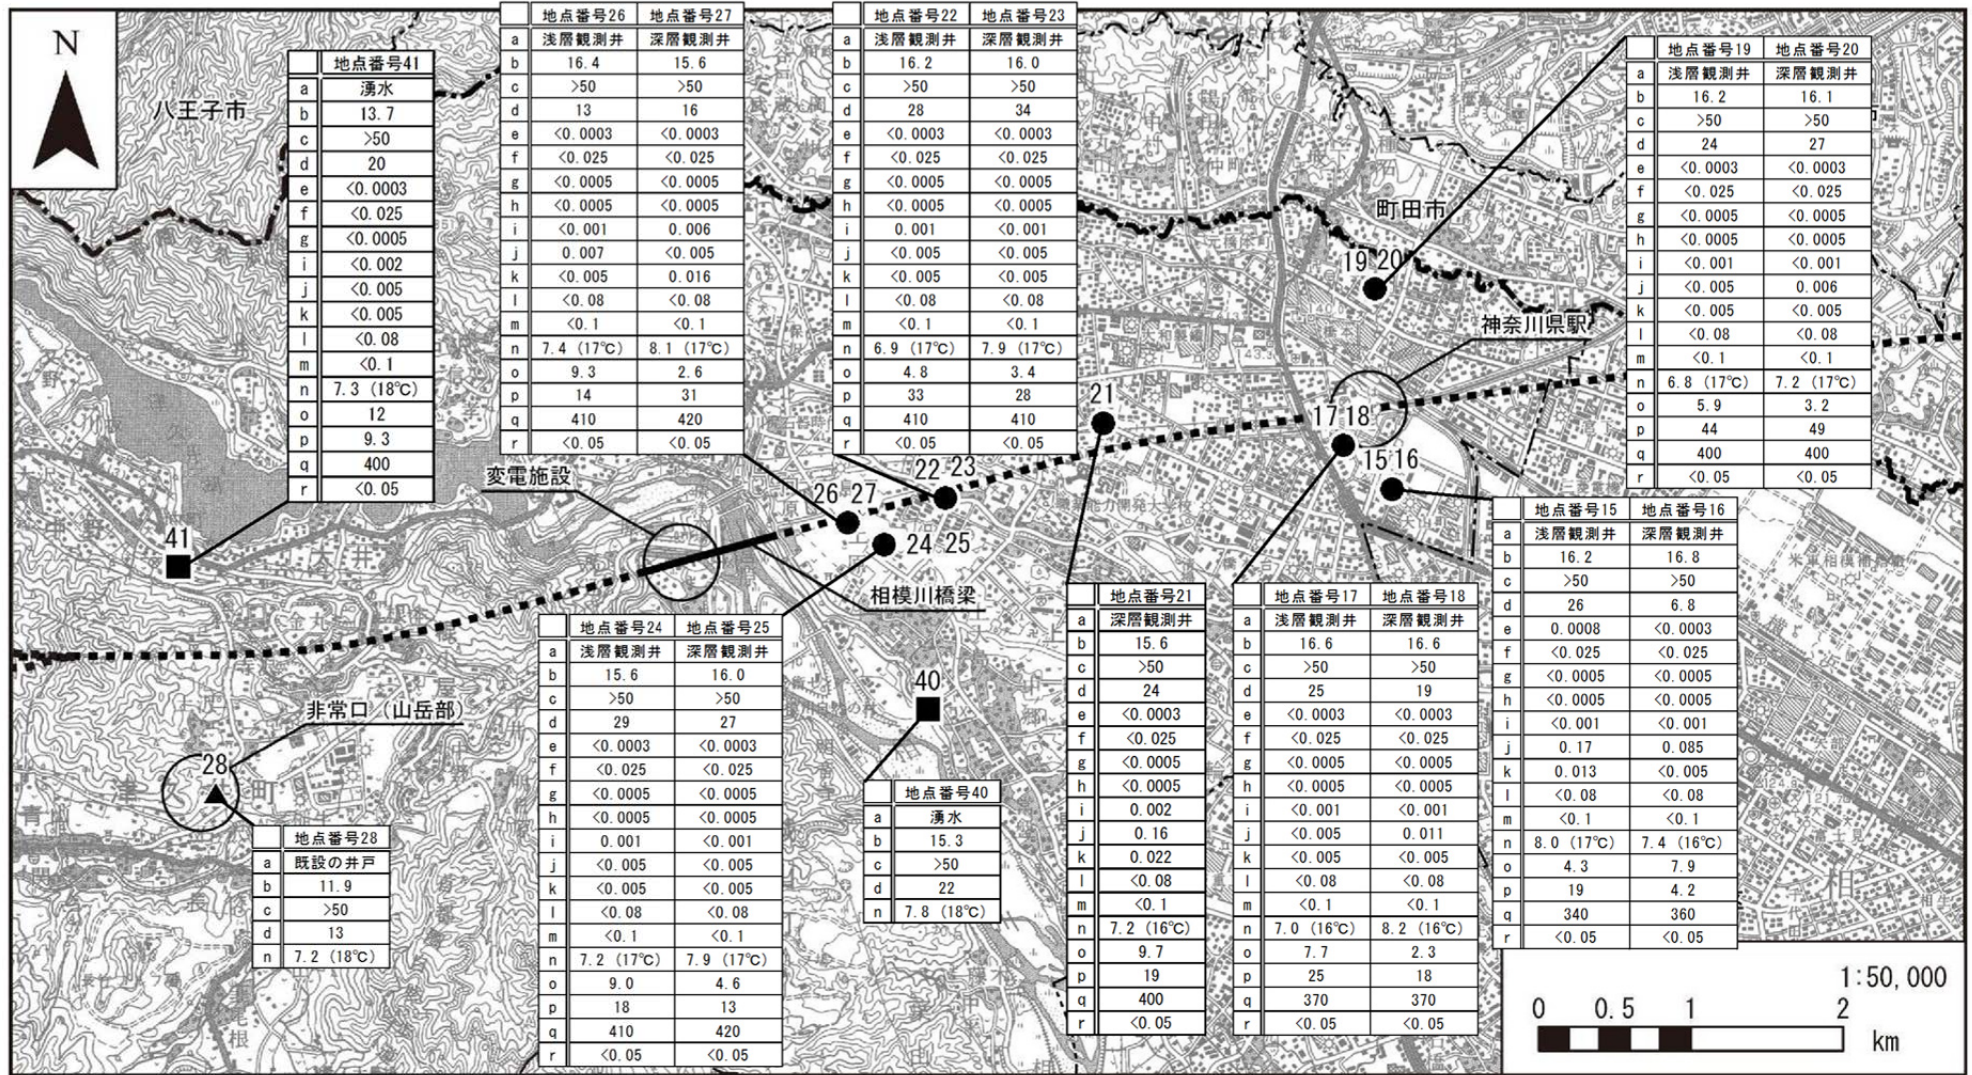 N
八王子市
町田市
地点番号41
a 湧水
b 13.7
c >50
d 20
e <0.0003
f <0.025
g <0.0005
i <0.002
j <0.005
k <0.005
l <0.08
m <0.1
n 7.3 (18℃)
o 12
p 9.3
q 400
r <0.05
地点番号26 地点番号27
a 浅層観測井 深層観測井
b 16.4 15.6
c >50 >50
d 13 16
e <0.0003 <0.0003
f <0.025 <0.025
g <0.0005 <0.0005
h <0.0005 <0.0005
i <0.001 0.006
j 0.007 <0.005
k <0.005 0.016
l <0.08 <0.08
m <0.1 <0.1
n 7.4 (17℃) 8.1 (17℃)
o 9.3 2.6
p 14 31
q 410 420
r <0.05 <0.05
地点番号22 地点番号23
a 浅層観測井 深層観測井
b 16.2 16.0
c >50 >50
d 28 34
e <0.0003 <0.0003
f <0.025 <0.025
g <0.0005 <0.0005
h <0.0005 <0.0005
i 0.001 <0.001
j <0.005 <0.005
k <0.005 <0.005
l <0.08 <0.08
m <0.1 <0.1
n 6.9 (17℃) 7.9 (17℃)
o 4.8 3.4
p 33 28
q 410 410
r <0.05 <0.05
地点番号19 地点番号20
a 浅層観測井 深層観測井
b 16.2 16.1
c >50 >50
d 24 27
e <0.0003 <0.0003
f <0.025 <0.025
g <0.0005 <0.0005
h <0.0005 <0.0005
i <0.001 <0.001
j <0.005 0.006
k <0.005 <0.005
l <0.08 <0.08
m <0.1 <0.1
n 6.8 (17℃) 7.2 (17℃)
o 5.9 3.2
p 44 49
q 400 400
r <0.05 <0.05
19 20
神奈川県駅
21
17 18
15 16
22 23
26 27
24 25
変電施設
相模川橋梁
41
40
非常口(山岳部)
28
地点番号28
a 既設の井戸
b 11.9
c >50
d 13
n 7.2 (18℃)
地点番号24 地点番号25
a 浅層観測井 深層観測井
b 15.6 16.0
c >50 >50
d 29 27
e <0.0003 <0.0003
f <0.025 <0.025
g <0.0005 <0.0005
h <0.0005 <0.0005
i 0.001 <0.001
j <0.005 <0.005
k <0.005 <0.005
l <0.08 <0.08
m <0.1 <0.1
n 7.2 (17℃) 7.9 (17℃)
o 9.0 4.6
p 18 13
q 410 420
r <0.05 <0.05
地点番号40
a 湧水
b 15.3
c >50
d 22
n 7.8 (18℃)
地点番号21
a 深層観測井
b 15.6
c >50
d 24
e <0.0003
f <0.025
g <0.0005
h <0.0005
i 0.002
j 0.16
k 0.022
l <0.08
m <0.1
n 7.2 (16℃)
o 9.7
p 19
q 400
r <0.05
地点番号17 地点番号18
a 浅層観測井 深層観測井
b 16.6 16.6
c >50 >50
d 25 19
e <0.0003 <0.0003
f <0.025 <0.025
g <0.0005 <0.0005
h <0.0005 <0.0005
i <0.001 <0.001
j <0.005 0.011
k <0.005 <0.005
l <0.08 <0.08
m <0.1 <0.1
n 7.0 (16℃) 8.2 (16℃)
o 7.7 2.3
p 25 18
q 370 370
r <0.05 <0.05
地点番号15 地点番号16
a 浅層観測井 深層観測井
b 16.2 16.8
c >50 >50
d 26 6.8
e 0.0008 <0.0003
f <0.025 <0.025
g <0.0005 <0.0005
h <0.0005 <0.0005
i <0.001 <0.001
j 0.17 0.085
k 0.013 <0.005
l <0.08 <0.08
m <0.1 <0.1
n 8.0 (17℃) 7.4 (16℃)
o 4.3 7.9
p 19 4.2
q 340 360
r <0.05 <0.05
1:50,000
0 0.5 1 2
km